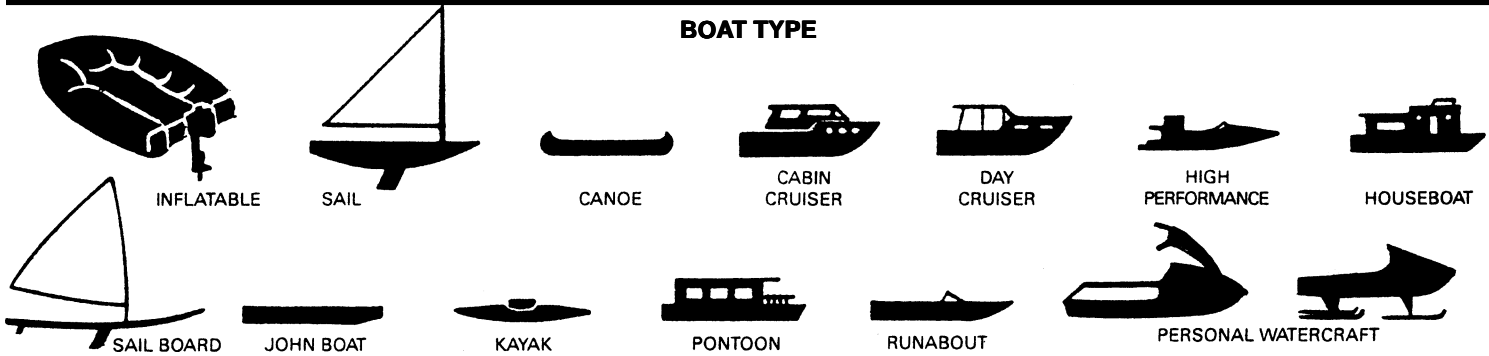 BOAT TYPE
INFLATABLE
SAIL
CANOE
CABIN
CRUISER
DAY
CRUISER
HIGH
PERFORMANCE
HOUSEBOAT
SAIL BOARD
JOHN BOAT
KAYAK
PONTOON
RUNABOUT
PERSONAL WATERCRAFT